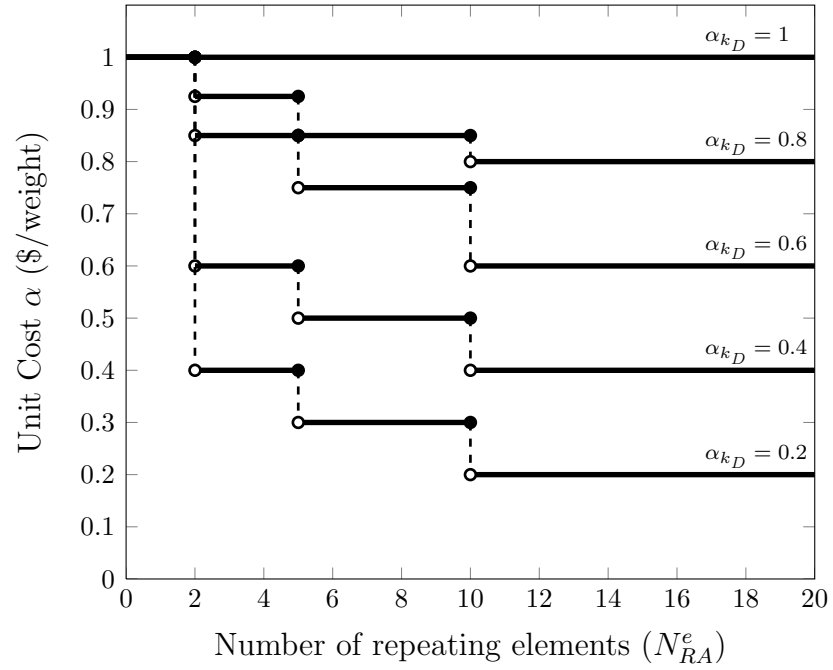 α_{k_D} = 1
1
α_{k_D} = 0.8
0.9
0.8
α_{k_D} = 0.6
0.7
0.6
α_{k_D} = 0.4
0.5
0.4
α_{k_D} = 0.2
0.3
0.2
0.1
0
Unit Cost α ($/weight)
0 2 4 6 8 10 12 14 16 18 20
Number of repeating elements (N_{RA}^e)